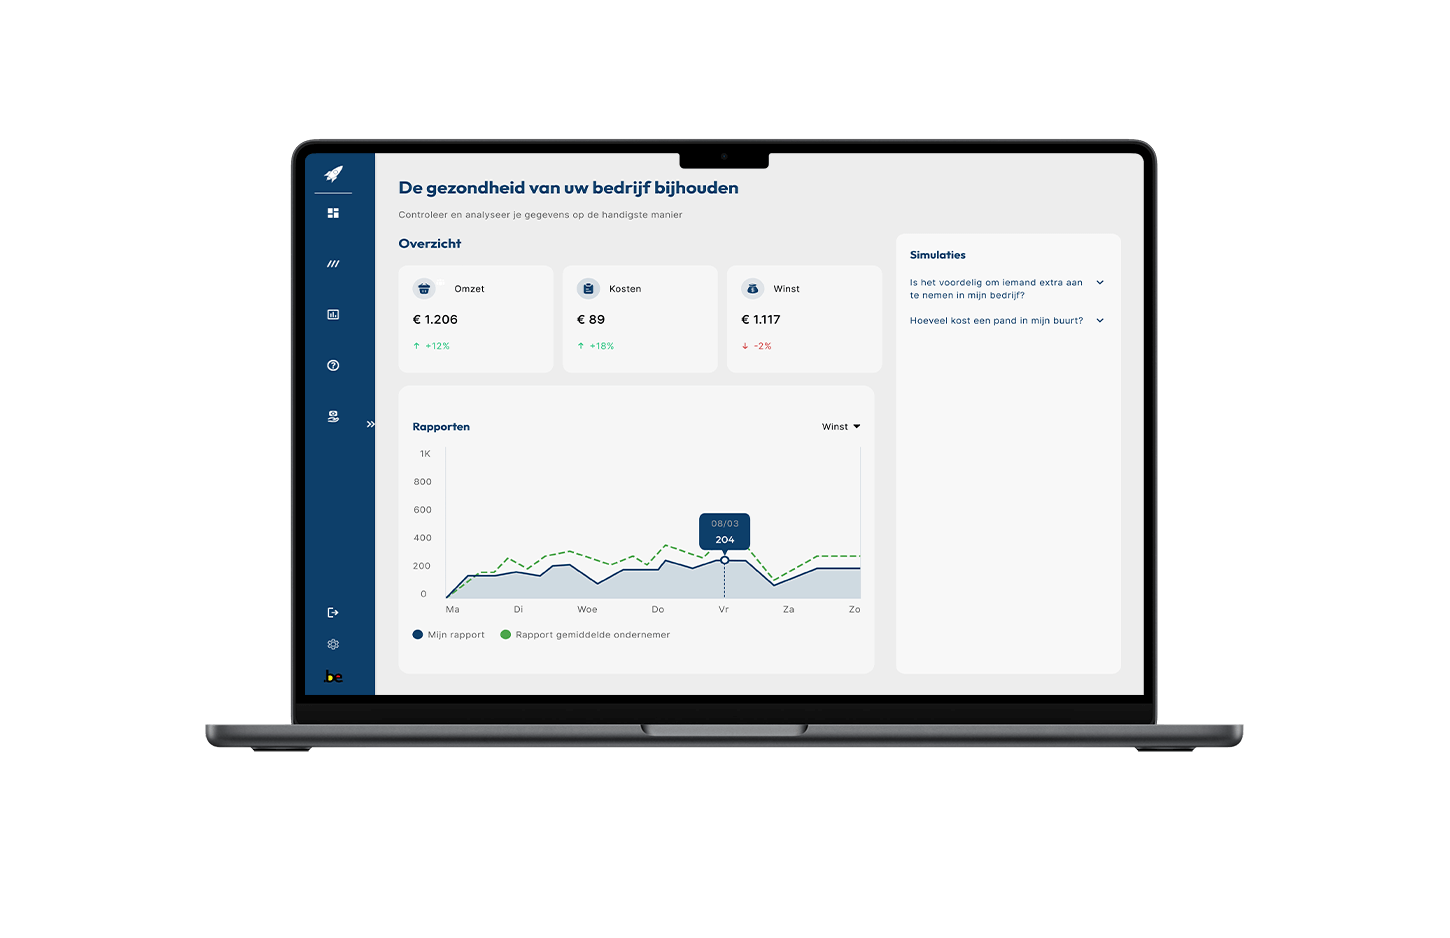 De gezondheid van uw bedrijf bijhouden
Controleer en analyseer je gegevens op de handigste manier
Overzicht
Omzet
€ 1.206
+12%
Kosten
€ 89
+18%
Winst
€ 1.117
-2%
Simulaties
Is het voordelig om iemand extra aan
te nemen in mijn bedrijf?
Hoeveel kost een pand in mijn buurt?
Rapporten
Winst
1K
800
600
400
200
0
08/03
204
Ma Di Woe Do Vr Za Zo
Mijn rapport
Rapport gemiddelde ondernemer
.be